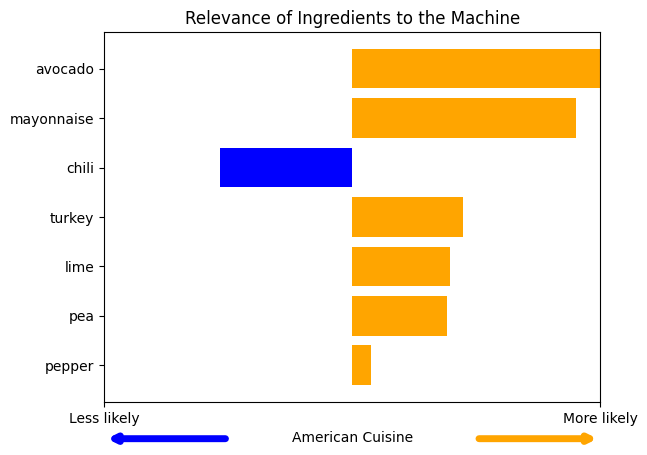 Relevance of Ingredients to the Machine
avocado
mayonnaise
chili
turkey
lime
pea
pepper
Less likely
More likely
American Cuisine